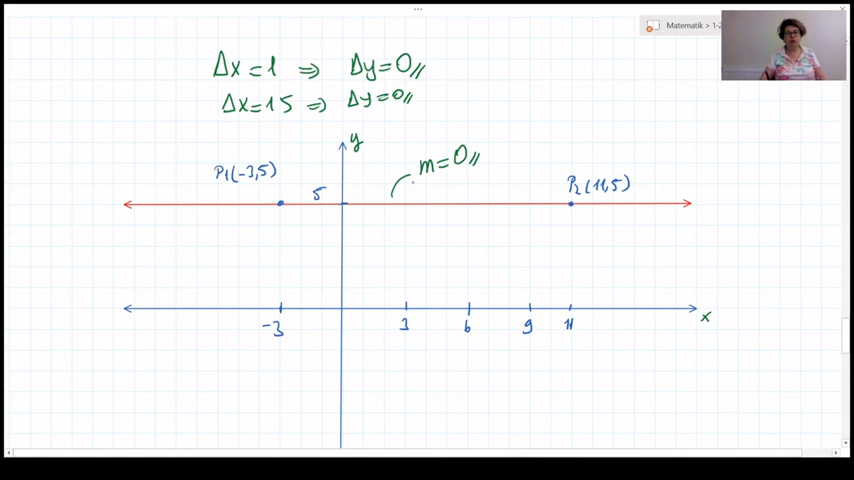 Matematik > 1-2
Δx=1 ⇒ Δy=0//
Δx=15 ⇒ Δy=0//
y
m=0//
P₁(-3,5)
5
P₂(11,5)
-3 3 6 9 11
x